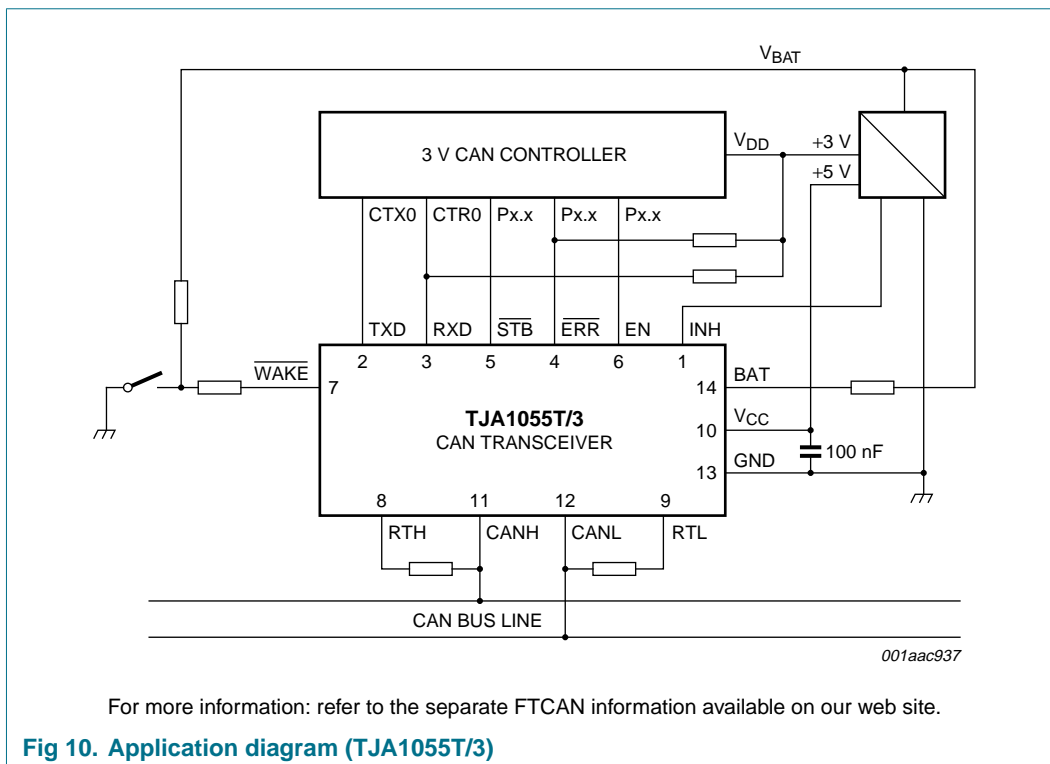 VBAT
3 V CAN CONTROLLER
VDD
+3 V
+5 V
CTX0 CTR0 Px.x Px.x Px.x
TXD RXD STB ERR EN INH
2 3 5 4 6 1
WAKE
7
14 BAT
TJA1055T/3
CAN TRANSCEIVER
10 VCC
100 nF
13 GND
8 11 12 9
RTH CANH CANL RTL
CAN BUS LINE
001aac937
For more information: refer to the separate FTCAN information available on our web site.
Fig 10. Application diagram (TJA1055T/3)